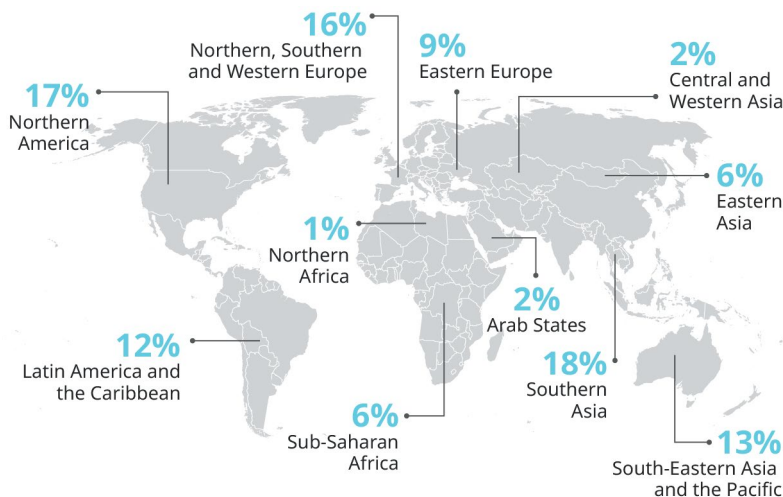 16%
Northern, Southern
and Western Europe
9%
Eastern Europe
2%
Central and
Western Asia
17%
Northern
America
6%
Eastern
Asia
1%
Northern
Africa
2%
Arab States
12%
Latin America and
the Caribbean
18%
Southern
Asia
6%
Sub-Saharan
Africa
13%
South-Eastern Asia
and the Pacific